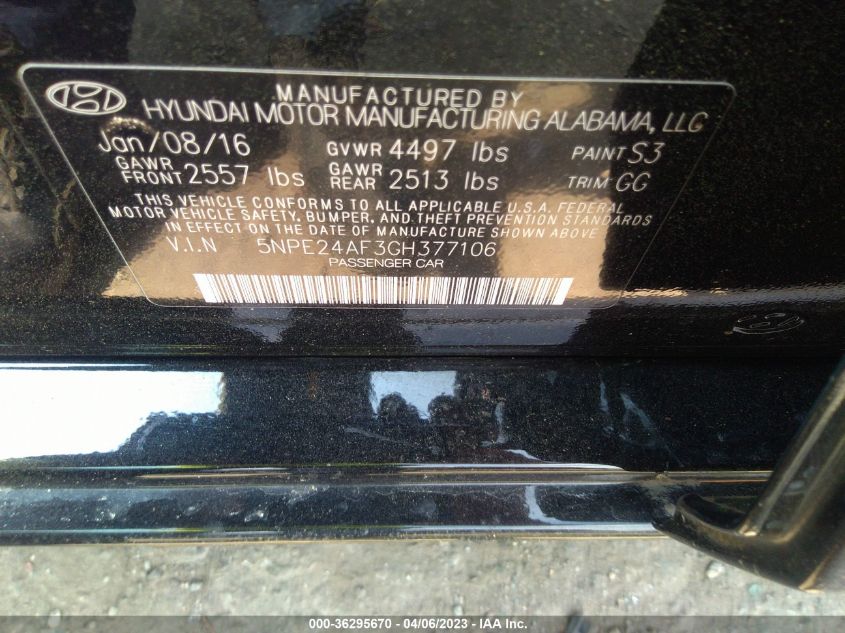 MANUFACTURED BY
HYUNDAI MOTOR MANUFACTURING ALABAMA, LLC
Jan/08/16 GVWR 4497 lbs PAINT S3
GAWR FRONT 2557 lbs GAWR REAR 2513 lbs TRIM GG
THIS VEHICLE CONFORMS TO ALL APPLICABLE U.S.A. FEDERAL
MOTOR VEHICLE SAFETY, BUMPER, AND THEFT PREVENTION STANDARDS
IN EFFECT ON THE DATE OF MANUFACTURE SHOWN ABOVE
V.I.N 5NPE24AF3GH377106
PASSENGER CAR
000-36295670 - 04/06/2023 - IAA Inc.